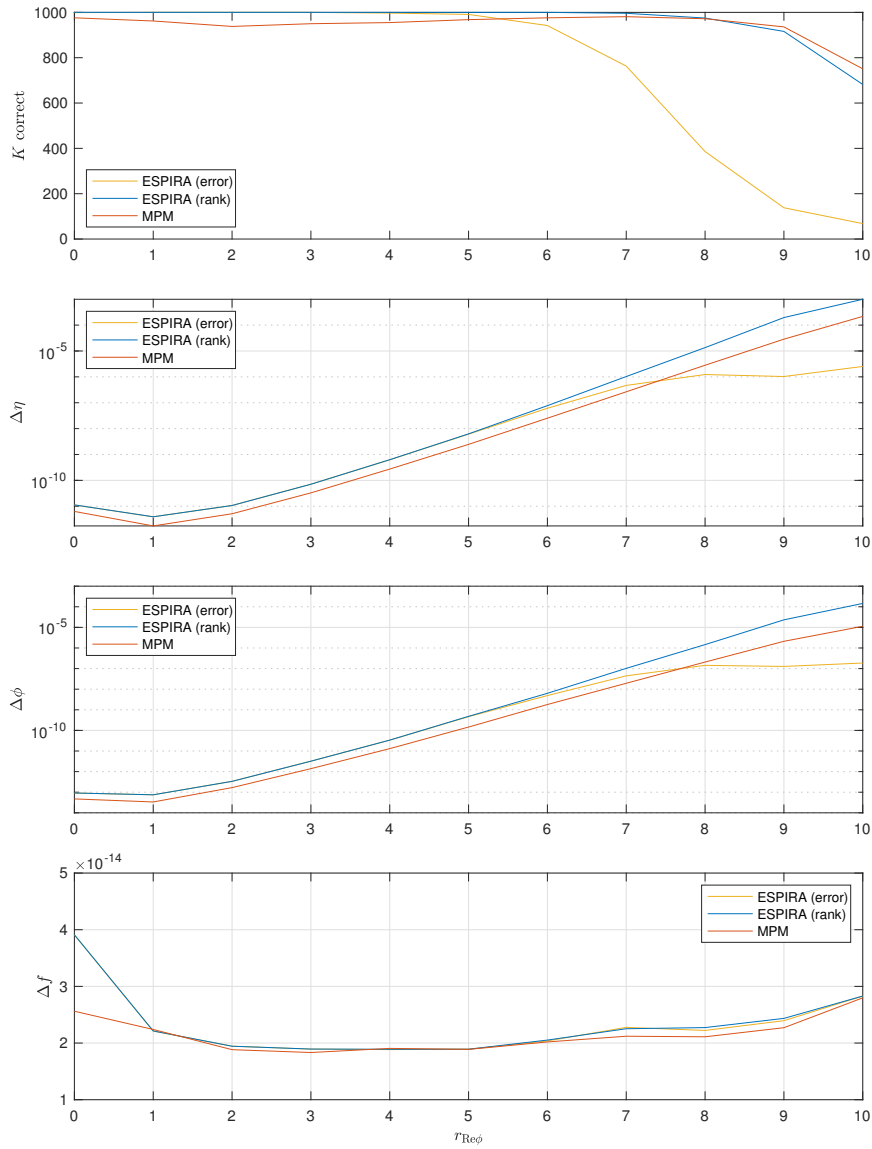 1000
800
600
400
200
0
K correct
ESPIRA (error)
ESPIRA (rank)
MPM
0 1 2 3 4 5 6 7 8 9 10
10^-5
10^-10
Δη
ESPIRA (error)
ESPIRA (rank)
MPM
0 1 2 3 4 5 6 7 8 9 10
10^-5
10^-10
Δϕ
ESPIRA (error)
ESPIRA (rank)
MPM
0 1 2 3 4 5 6 7 8 9 10
×10^-14
5
4
3
2
1
Δf
ESPIRA (error)
ESPIRA (rank)
MPM
0 1 2 3 4 5 6 7 8 9 10
r_Reϕ